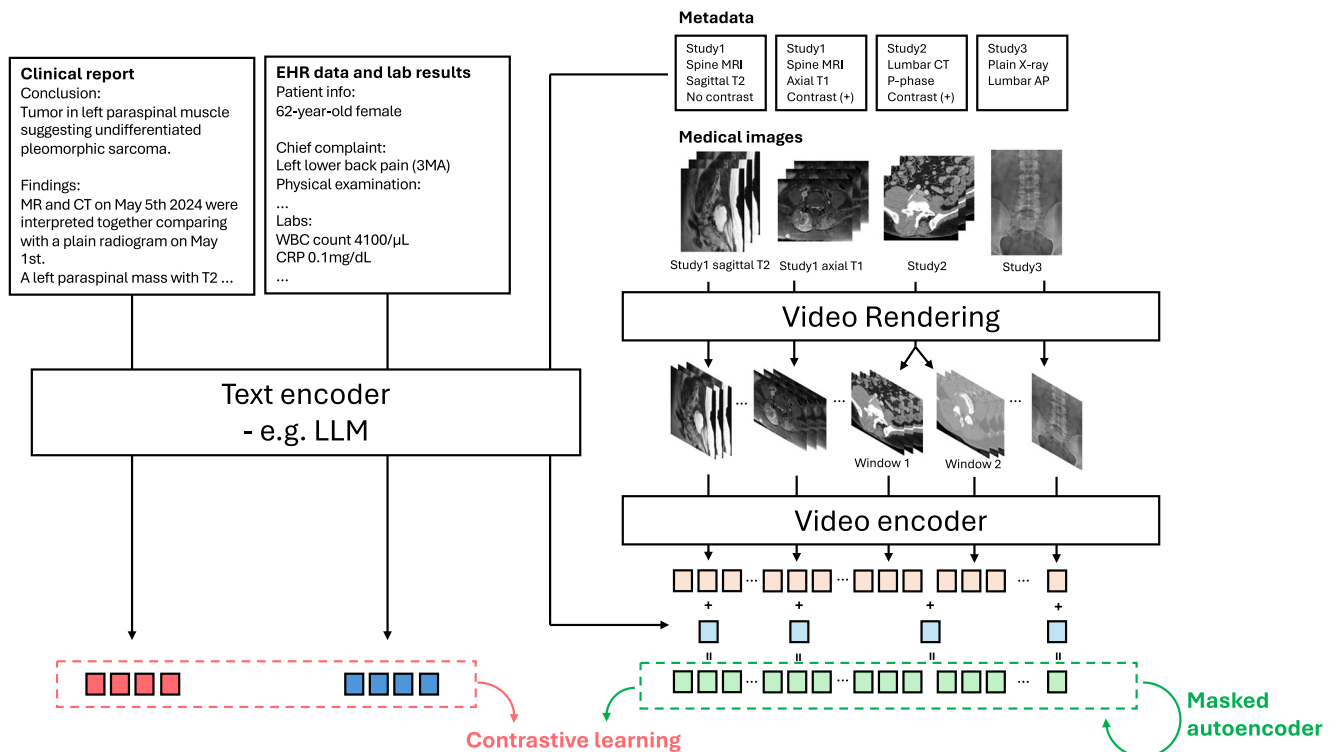 Clinical report
Conclusion:
Tumor in left paraspinal muscle
suggesting undifferentiated
pleomorphic sarcoma.
Findings:
MR and CT on May 5th 2024 were
interpreted together comparing
with a plain radiogram on May
1st.
A left paraspinal mass with T2 ...
EHR data and lab results
Patient info:
62-year-old female
Chief complaint:
Left lower back pain (3MA)
Physical examination:
...
Labs:
WBC count 4100/µL
CRP 0.1mg/dL
...
Metadata
Study1
Spine MRI
Sagittal T2
No contrast
Study1
Spine MRI
Axial T1
Contrast (+)
Study2
Lumbar CT
P-phase
Contrast (+)
Study3
Plain X-ray
Lumbar AP
Medical images
Study1 sagittal T2
Study1 axial T1
Study2
Study3
Video Rendering
... ... ...
Window 1
Window 2
Text encoder
- e.g. LLM
Video encoder
... ... ...
+ + + +
= = = =
... ... ...
Contrastive learning
Masked
autoencoder